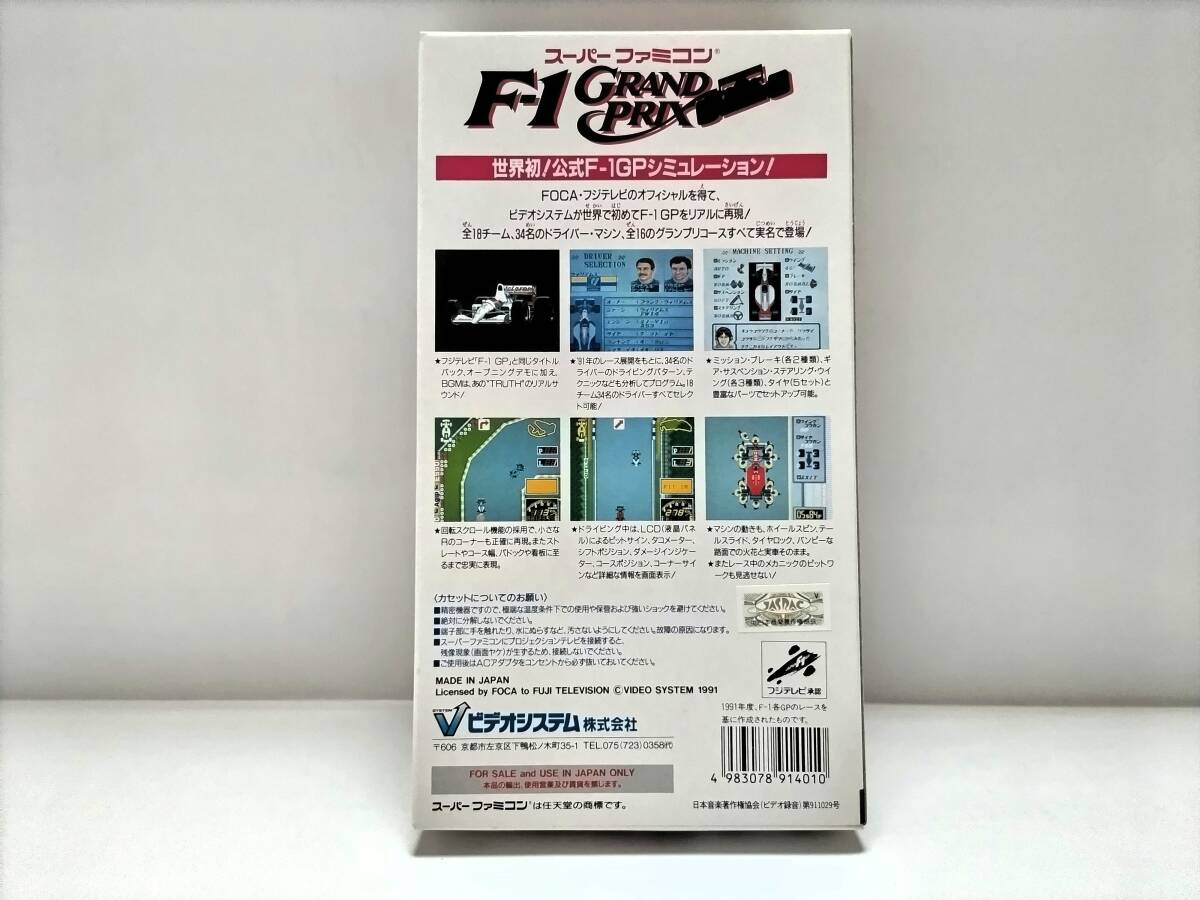 スーパーファミコン®
F-1 GRAND PRIX
世界初!公式F-1GPシミュレーション!
FOCA・フジテレビのオフィシャルを得て、
ビデオシステムが世界で初めてF-1GPをリアルに再現!
全18チーム、34名のドライバー・マシン、全16のグランプリコースすべて実名で登場!
DRIVER SELECTION
MACHINE SETTING
★フジテレビ「F-1 GP」と同じタイトル
バック、オープニングデモに加え、
BGMは、あの"TRUTH"のリアルサ
ウンド!
★'91年のレース展開をもとに、34名のド
ライバーのドライビングパターン、テ
クニックなども分析してプログラム。18
チーム34名のドライバーすべてセレク
ト可能!
★ミッション・ブレーキ(各2種類)、ギ
ア・サスペンション・ステアリング・ウイ
ング(各3種類)、タイヤ(5セット)と
豊富なパーツでセットアップ可能。
★回転スクロール機能の採用で、小さな
Rのコーナーも正確に再現。またスト
レートやコース幅、パドックや看板に至
るまで忠実に表現。
★ドライビング中は、LCD(液晶パネ
ル)によるピットサイン、タコメーター、
シフトポジション、ダメージインジケー
ター、コースポジション、コーナーサイ
ンなど詳細な情報を画面表示!
★マシンの動きも、ホイールスピン、テー
ルスライド、タイヤロック、バンピーな
路面での火花と実車そのまま。
★またレース中のメカニックのピットワ
ークも見逃せない!
〈カセットについてのお願い〉
■精密機器ですので、極端な温度条件下での使用や保管および強いショックを避けてください。
■絶対に分解しないでください。
■端子部に手を触れたり、水にぬらすなど、汚さないようにしてください。故障の原因になります。
■スーパーファミコンにプロジェクションテレビを接続すると、
残像現象(画面ヤケ)が生ずるため、接続しないでください。
■ご使用後はACアダプタをコンセントから必ず抜いておいてください。
JASRAC
フジテレビ承認
MADE IN JAPAN
Licensed by FOCA to FUJI TELEVISION ©VIDEO SYSTEM 1991
1991年度、F-1各GPのレースを
基に作成されたものです。
SYSTEM V ビデオシステム株式会社
〒606 京都市左京区下鴨松ノ木町35-1 TEL.075(723)0358代
4 983078 914010
FOR SALE and USE IN JAPAN ONLY
本品の輸出、使用営業及び賃貸を禁じます。
スーパーファミコン®は任天堂の商標です。
日本音楽著作権協会(ビデオ録音)第911029号